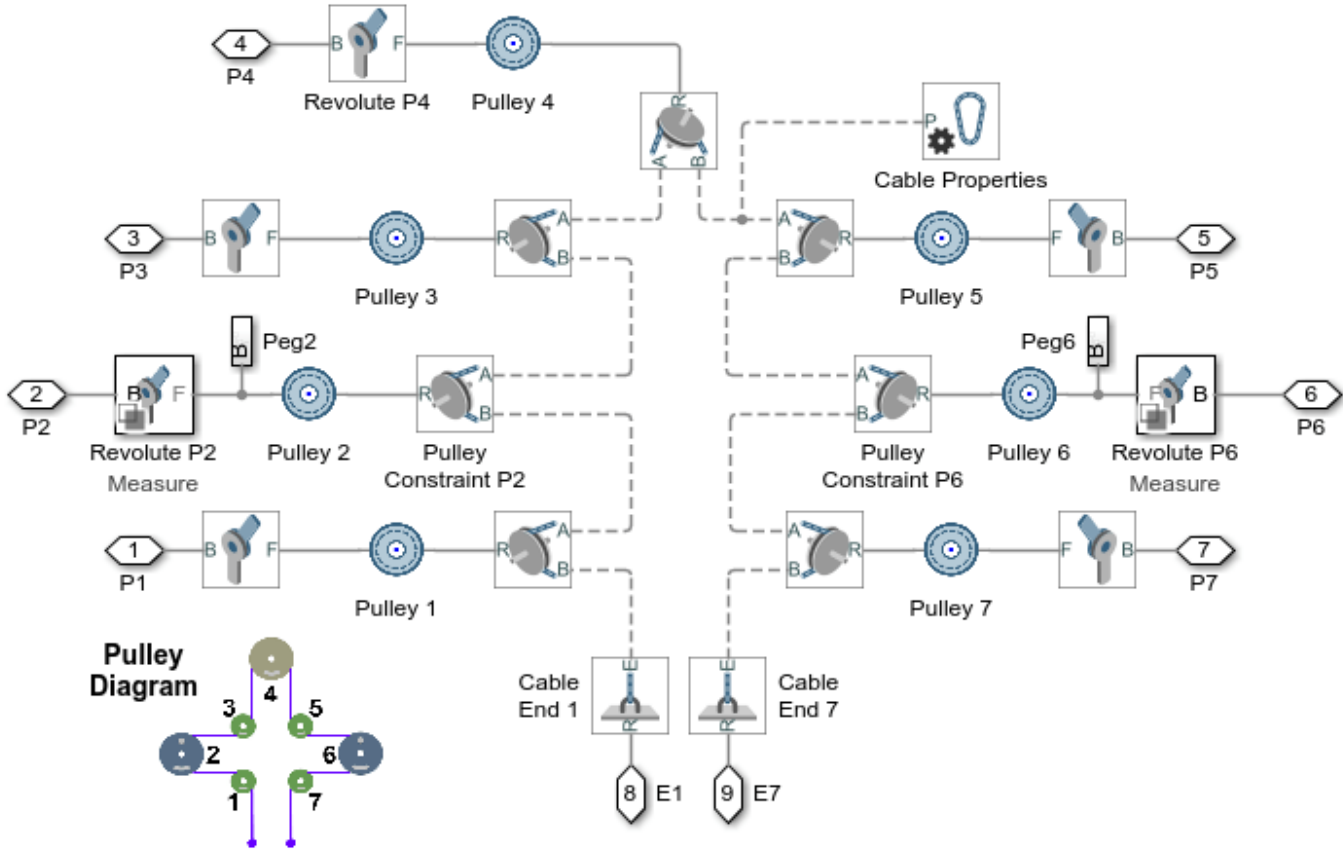 4
P4
B F
Revolute P4
Pulley 4
R
A B
P
Cable Properties
3
P3
B F
Pulley 3
R A
B
A R
B
Pulley 5
F B
5
P5
Peg2
B
2
P2
B F
Revolute P2
Measure
Pulley 2
R A
B
Pulley
Constraint P2
A R
B
Pulley
Constraint P6
Pulley 6
Peg6
B
F B
Revolute P6
Measure
6
P6
1
P1
B F
Pulley 1
R A
B
A R
B
Pulley 7
F B
7
P7
Cable
End 1
E
R
E
R
Cable
End 7
8 E1
9 E7
Pulley
Diagram
4
3 5
2 6
1 7